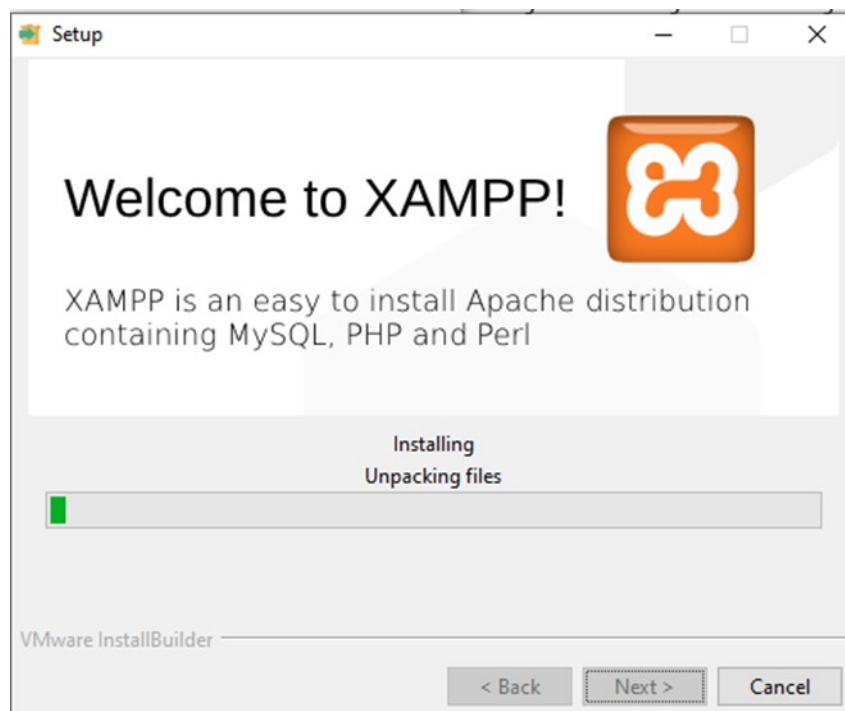 Setup
Welcome to XAMPP!
XAMPP is an easy to install Apache distribution
containing MySQL, PHP and Perl
Installing
Unpacking files
VMware InstallBuilder
< Back
Next >
Cancel